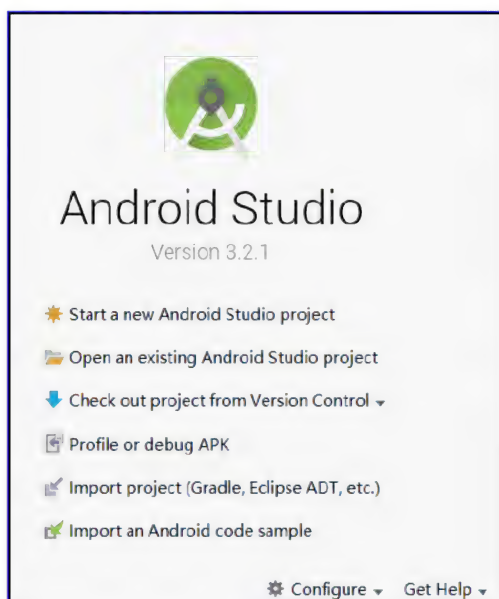 Android Studio
Version 3.2.1
Start a new Android Studio project
Open an existing Android Studio project
Check out project from Version Control
Profile or debug APK
Import project (Gradle, Eclipse ADT, etc.)
Import an Android code sample
Configure Get Help